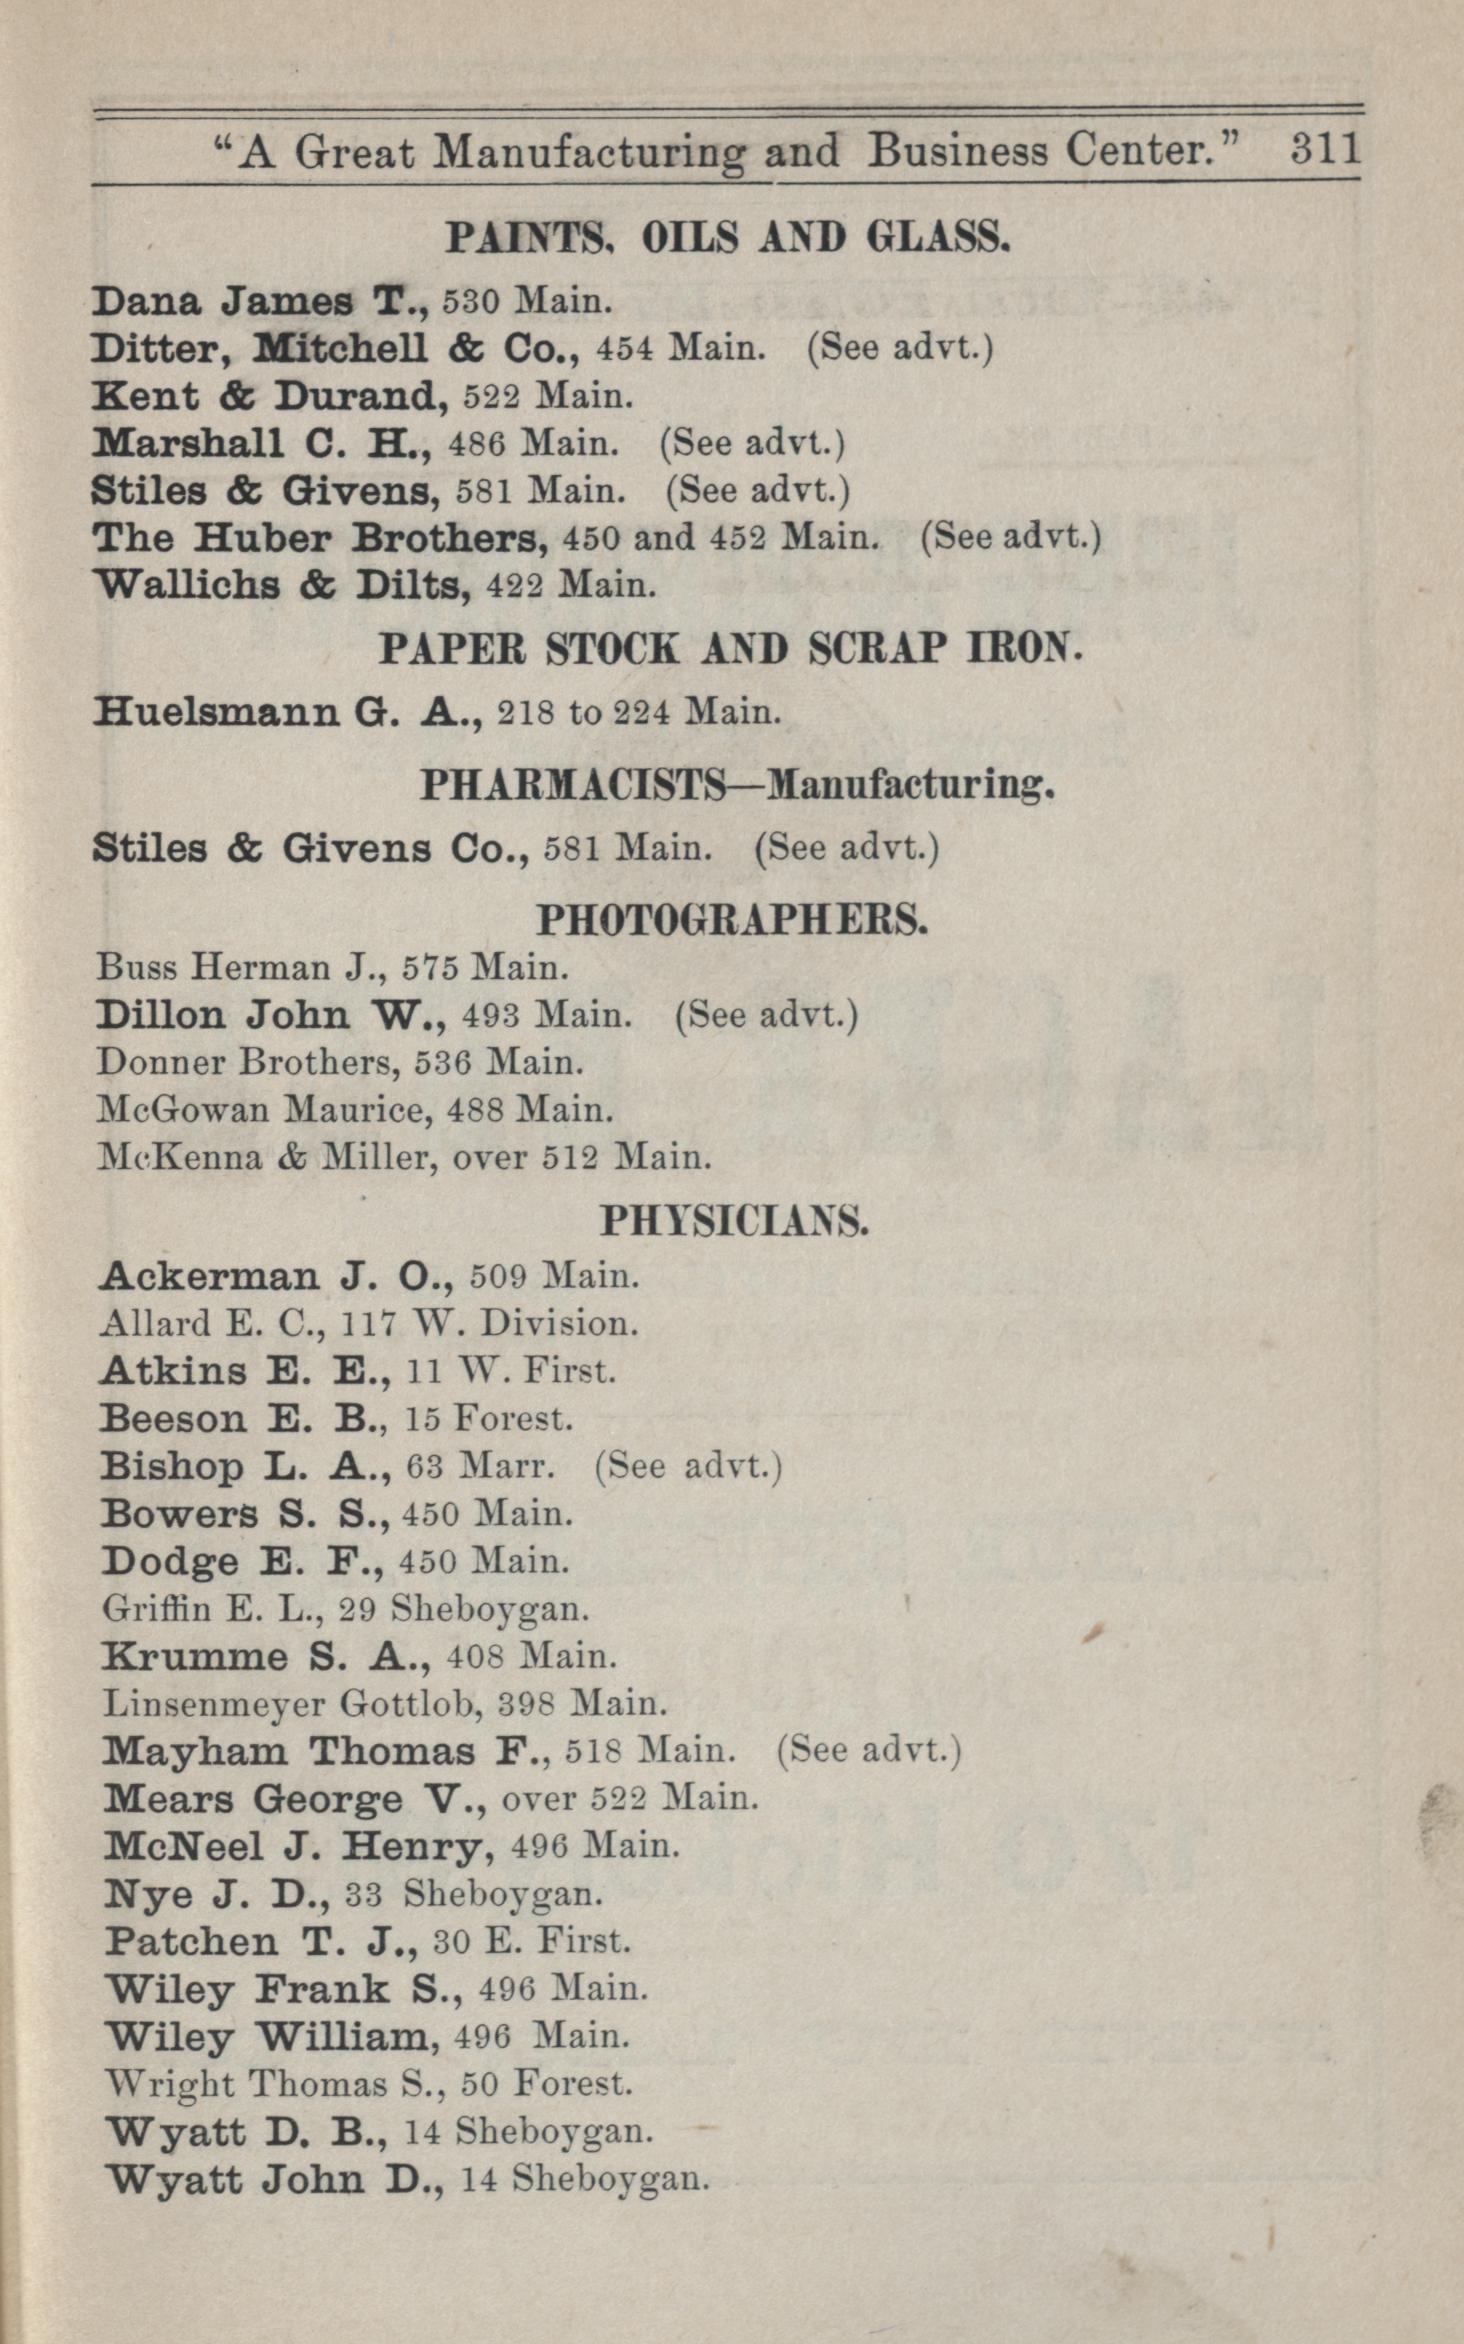 “A Great Manufacturing and Business Center.” 311
PAINTS, OILS AND GLASS.
Dana James T., 530 Main.
Ditter, Mitchell & Co., 454 Main. (See advt.)
Kent & Durand, 522 Main.
Marshall C. H., 486 Main. (See advt.)
Stiles & Givens, 581 Main. (See advt.)
The Huber Brothers, 450 and 452 Main. (See advt.)
Wallichs & Dilts, 422 Main.
PAPER STOCK AND SCRAP IRON.
Huelsmann G. A., 218 to 224 Main.
PHARMACISTS—Manufacturing.
Stiles & Givens Co., 581 Main. (See advt.)
PHOTOGRAPHERS.
Buss Herman J., 575 Main.
Dillon John W., 493 Main. (See advt.)
Donner Brothers, 536 Main.
McGowan Maurice, 488 Main.
McKenna & Miller, over 512 Main.
PHYSICIANS.
Ackerman J. O., 509 Main.
Allard E. C., 117 W. Division.
Atkins E. E., 11 W. First.
Beeson E. B., 15 Forest.
Bishop L. A., 63 Marr. (See advt.)
Bowers S. S., 450 Main.
Dodge E. F., 450 Main.
Griffin E. L., 29 Sheboygan.
Krumme S. A., 408 Main.
Linsenmeyer Gottlob, 398 Main.
Mayham Thomas F., 518 Main. (See advt.)
Mears George V., over 522 Main.
McNeel J. Henry, 496 Main.
Nye J. D., 33 Sheboygan.
Patchen T. J., 30 E. First.
Wiley Frank S., 496 Main.
Wiley William, 496 Main.
Wright Thomas S., 50 Forest.
Wyatt D. B., 14 Sheboygan.
Wyatt John D., 14 Sheboygan.